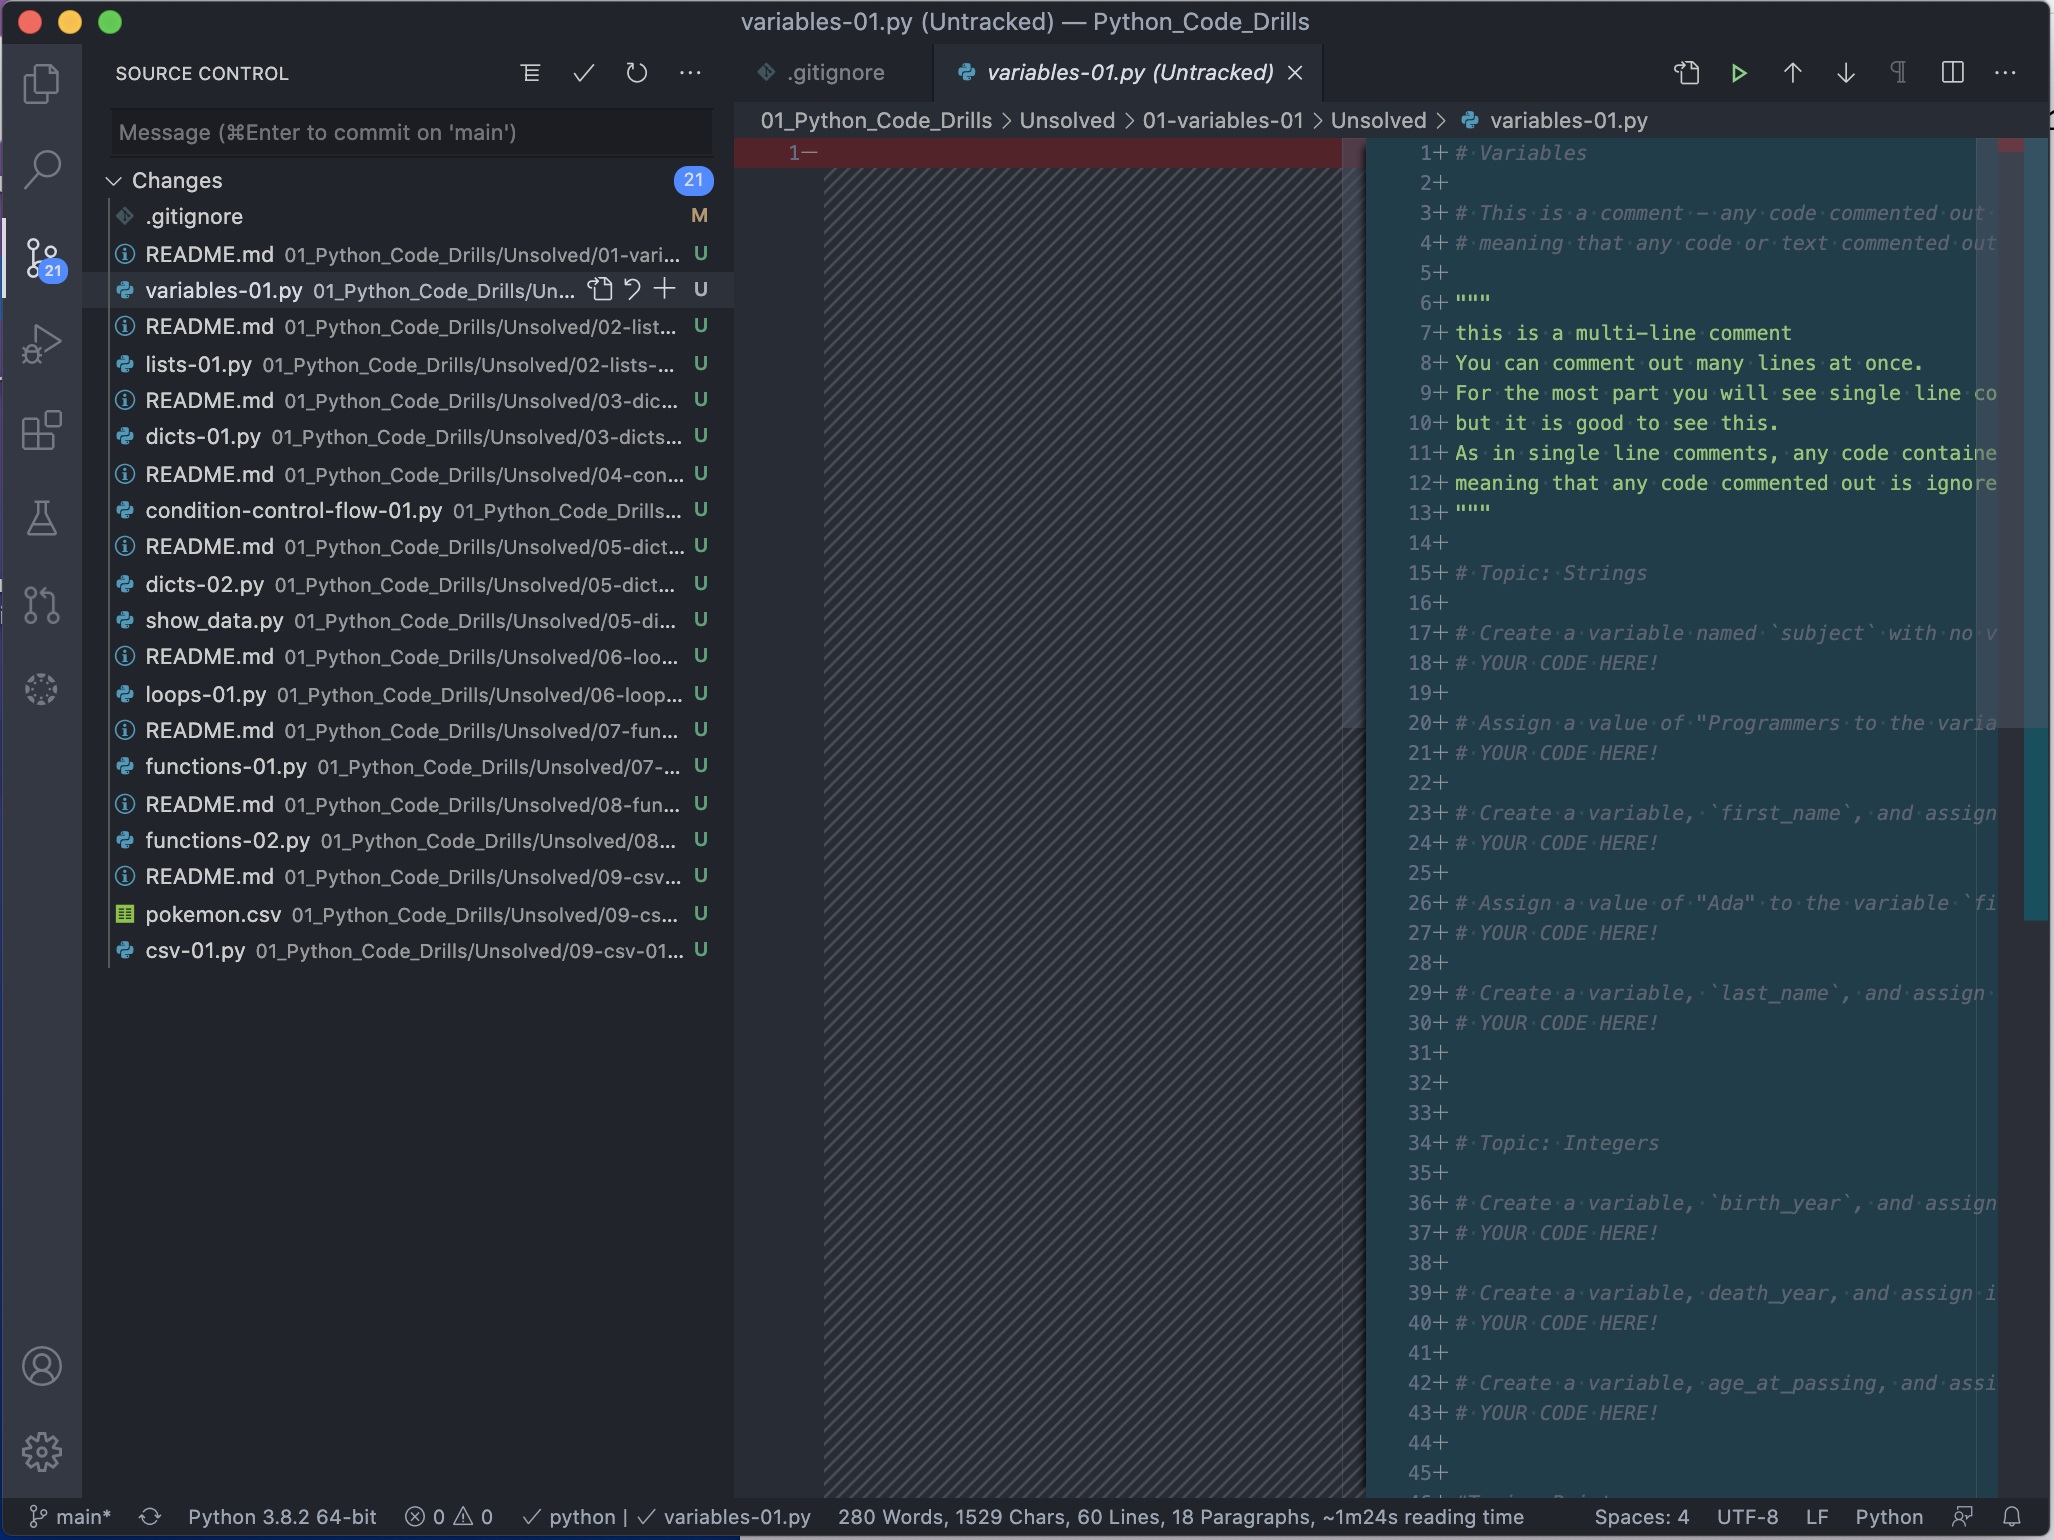 variables-01.py (Untracked) — Python_Code_Drills
SOURCE CONTROL
.gitignore
variables-01.py (Untracked)
Message (⌘Enter to commit on 'main')
01_Python_Code_Drills > Unsolved > 01-variables-01 > Unsolved > variables-01.py
Changes 21
21
.gitignore M
README.md 01_Python_Code_Drills/Unsolved/01-vari... U
variables-01.py 01_Python_Code_Drills/Un... U
README.md 01_Python_Code_Drills/Unsolved/02-list... U
lists-01.py 01_Python_Code_Drills/Unsolved/02-lists-... U
README.md 01_Python_Code_Drills/Unsolved/03-dic... U
dicts-01.py 01_Python_Code_Drills/Unsolved/03-dicts... U
README.md 01_Python_Code_Drills/Unsolved/04-con... U
condition-control-flow-01.py 01_Python_Code_Drills... U
README.md 01_Python_Code_Drills/Unsolved/05-dict... U
dicts-02.py 01_Python_Code_Drills/Unsolved/05-dict... U
show_data.py 01_Python_Code_Drills/Unsolved/05-di... U
README.md 01_Python_Code_Drills/Unsolved/06-loo... U
loops-01.py 01_Python_Code_Drills/Unsolved/06-loop... U
README.md 01_Python_Code_Drills/Unsolved/07-fun... U
functions-01.py 01_Python_Code_Drills/Unsolved/07-... U
README.md 01_Python_Code_Drills/Unsolved/08-fun... U
functions-02.py 01_Python_Code_Drills/Unsolved/08... U
README.md 01_Python_Code_Drills/Unsolved/09-csv... U
pokemon.csv 01_Python_Code_Drills/Unsolved/09-cs... U
csv-01.py 01_Python_Code_Drills/Unsolved/09-csv-01... U
1—
1+ # Variables
2+
3+ # This is a comment - any code commented out
4+ # meaning that any code or text commented out
5+
6+ """
7+ this is a multi-line comment
8+ You can comment out many lines at once.
9+ For the most part you will see single line co
10+ but it is good to see this.
11+ As in single line comments, any code containe
12+ meaning that any code commented out is ignore
13+ """
14+
15+ # Topic: Strings
16+
17+ # Create a variable named `subject` with no v
18+ # YOUR CODE HERE!
19+
20+ # Assign a value of "Programmers to the varia
21+ # YOUR CODE HERE!
22+
23+ # Create a variable, `first_name`, and assign
24+ # YOUR CODE HERE!
25+
26+ # Assign a value of "Ada" to the variable `fi
27+ # YOUR CODE HERE!
28+
29+ # Create a variable, `last_name`, and assign
30+ # YOUR CODE HERE!
31+
32+
33+
34+ # Topic: Integers
35+
36+ # Create a variable, `birth_year`, and assign
37+ # YOUR CODE HERE!
38+
39+ # Create a variable, death_year, and assign i
40+ # YOUR CODE HERE!
41+
42+ # Create a variable, age_at_passing, and assi
43+ # YOUR CODE HERE!
44+
45+
main* Python 3.8.2 64-bit 0 0 ✓ python | ✓ variables-01.py 280 Words, 1529 Chars, 60 Lines, 18 Paragraphs, ~1m24s reading time Spaces: 4 UTF-8 LF Python